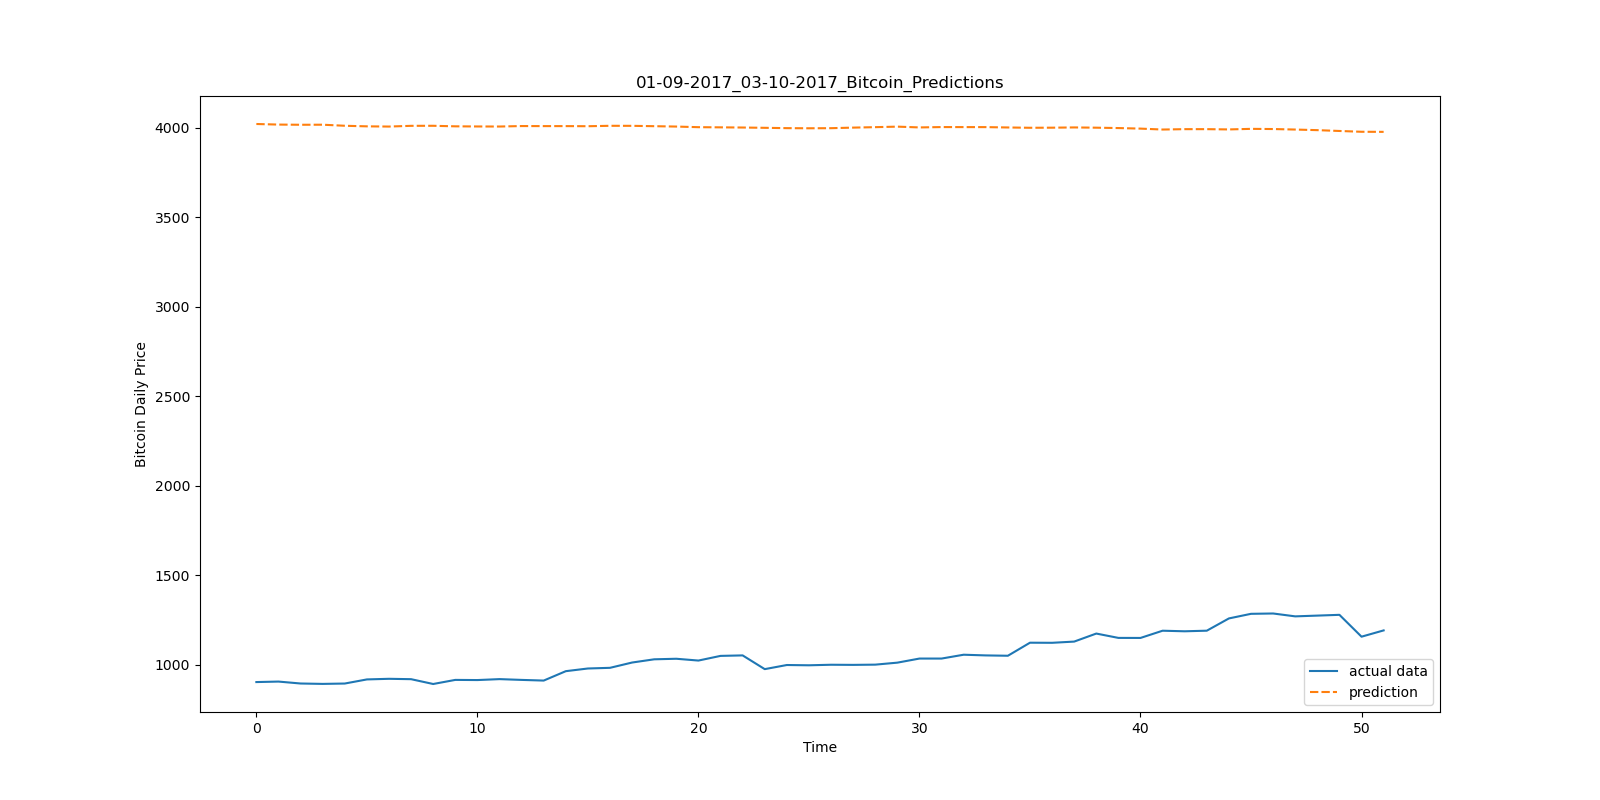 01-09-2017_03-10-2017_Bitcoin_Predictions
4000
3500
3000
2500
2000
1500
1000
Bitcoin Daily Price
0 10 20 30 40 50
Time
actual data
prediction